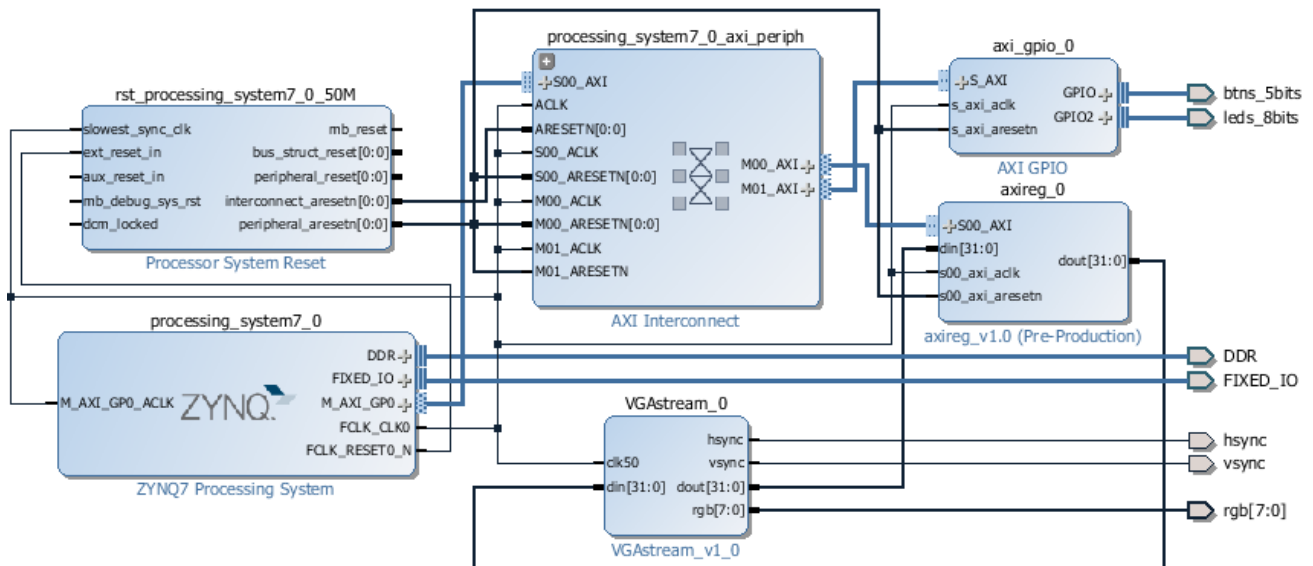 rst_processing_system7_0_50M
slowest_sync_clk
ext_reset_in
aux_reset_in
mb_debug_sys_rst
dcm_locked
mb_reset
bus_struct_reset[0:0]
peripheral_reset[0:0]
interconnect_aresetn[0:0]
peripheral_aresetn[0:0]
Processor System Reset
processing_system7_0
M_AXI_GP0_ACLK
ZYNQ
DDR
FIXED_IO
M_AXI_GP0
FCLK_CLK0
FCLK_RESET0_N
ZYNQ7 Processing System
processing_system7_0_axi_periph
S00_AXI
ACLK
ARESETN[0:0]
S00_ACLK
S00_ARESETN[0:0]
M00_ACLK
M00_ARESETN[0:0]
M01_ACLK
M01_ARESETN
M00_AXI
M01_AXI
AXI Interconnect
axi_gpio_0
S_AXI
s_axi_aclk
s_axi_aresetn
GPIO
GPIO2
AXI GPIO
axireg_0
S00_AXI
din[31:0]
s00_axi_aclk
s00_axi_aresetn
dout[31:0]
axireg_v1.0 (Pre-Production)
VGAstream_0
clk50
din[31:0]
hsync
vsync
dout[31:0]
rgb[7:0]
VGAstream_v1_0
btns_5bits
leds_8bits
DDR
FIXED_IO
hsync
vsync
rgb[7:0]